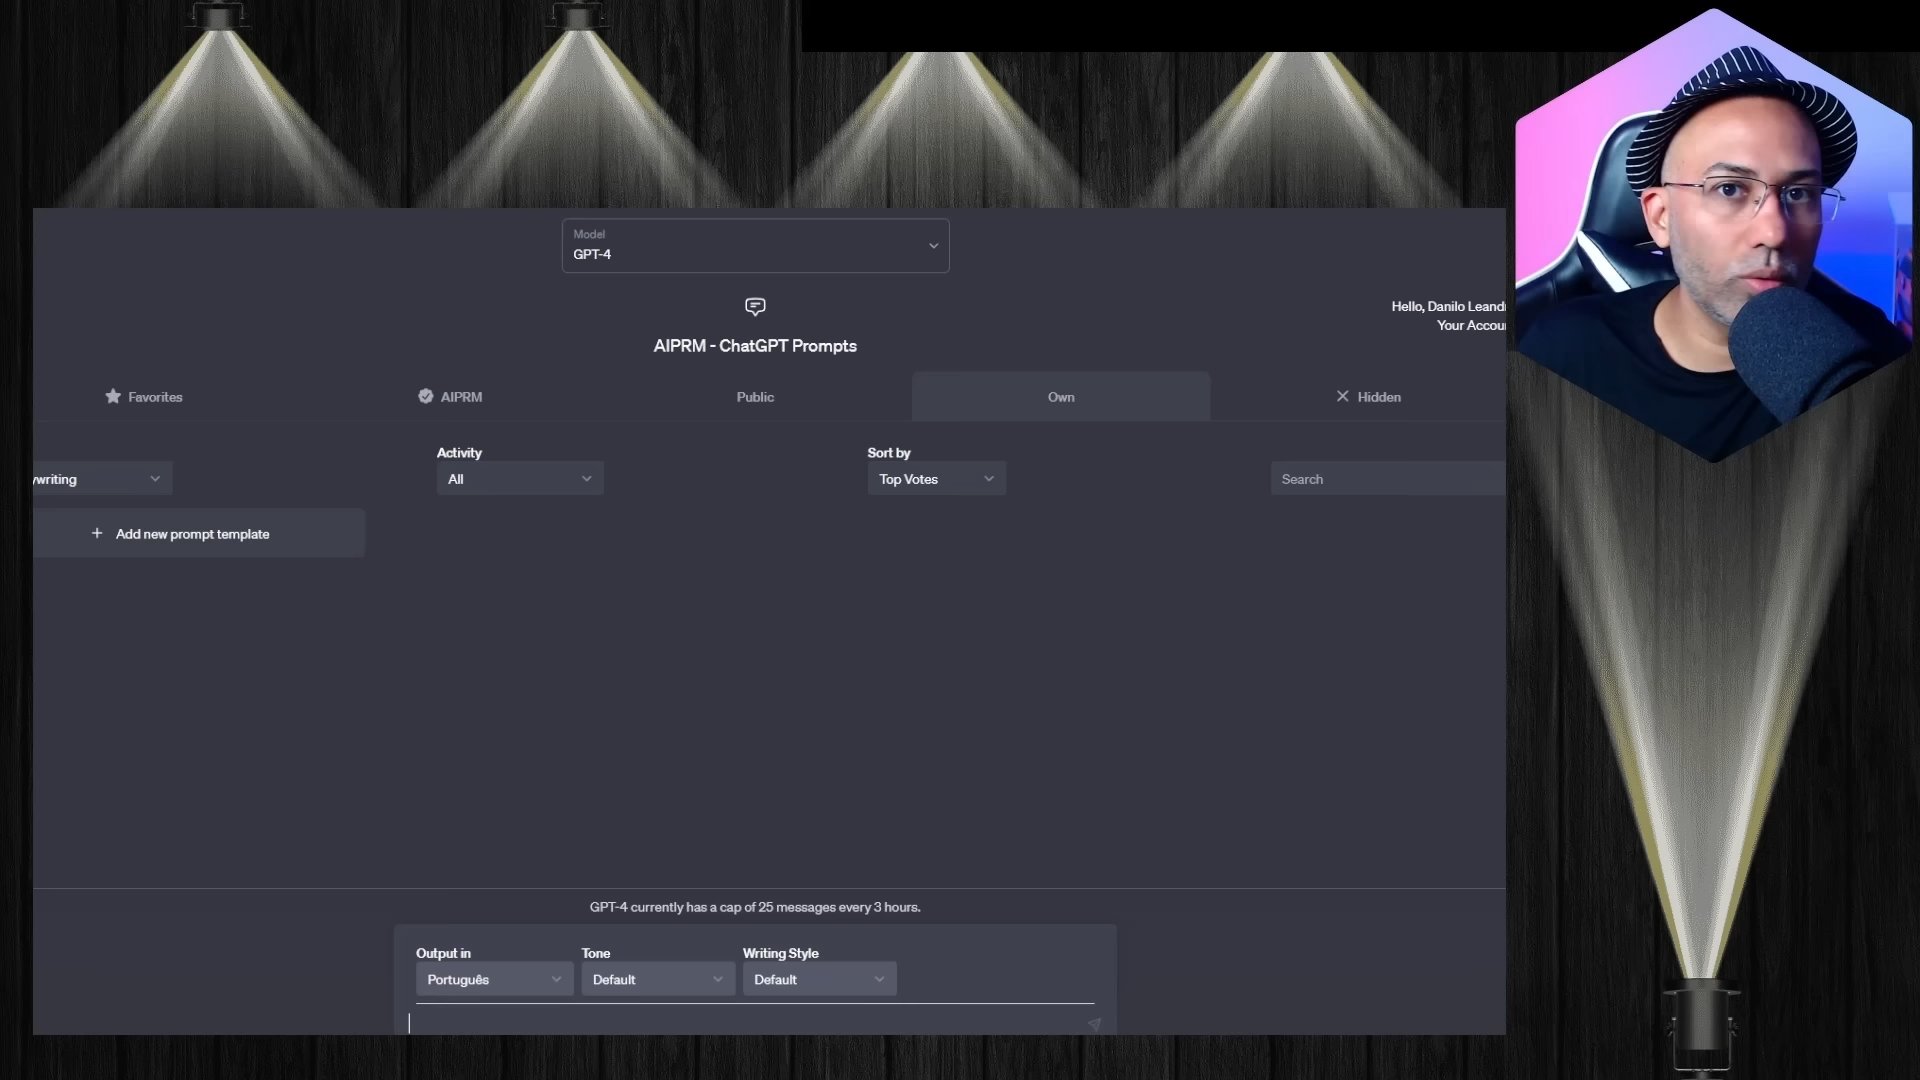 Model
GPT-4
Hello, Danilo Leand
Your Accou
AIPRM - ChatGPT Prompts
Favorites
AIPRM
Public
Own
Hidden
Activity
Sort by
ywriting
All
Top Votes
Search
+ Add new prompt template
GPT-4 currently has a cap of 25 messages every 3 hours.
Output in
Tone
Writing Style
Português
Default
Default